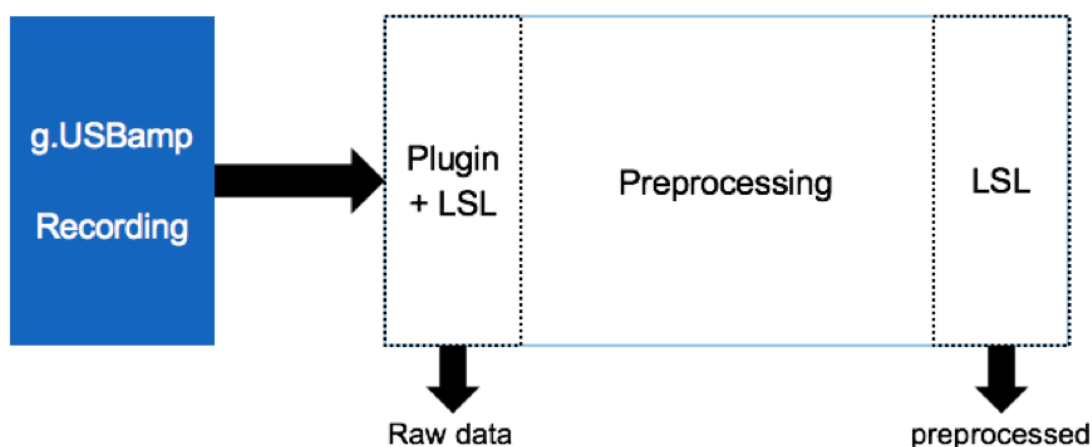 g.USBamp
Recording
Plugin
+ LSL
Preprocessing
LSL
Raw data
preprocessed